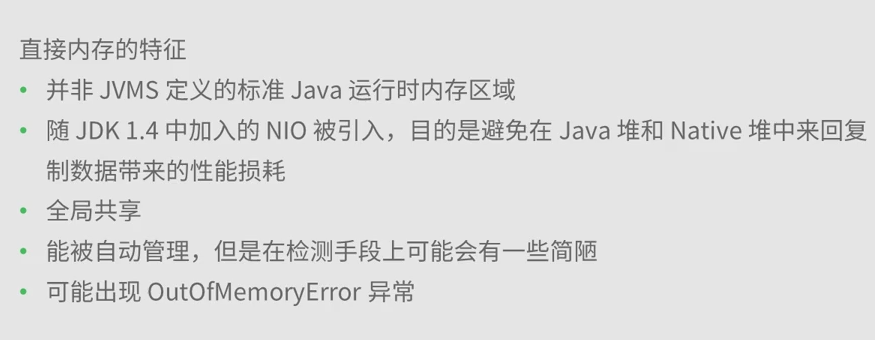 直接内存的特征
• 并非 JVMS 定义的标准 Java 运行时内存区域
• 随 JDK 1.4 中加入的 NIO 被引入，目的是避免在 Java 堆和 Native 堆中来回复
制数据带来的性能损耗
• 全局共享
• 能被自动管理，但是在检测手段上可能会有一些简陋
• 可能出现 OutOfMemoryError 异常